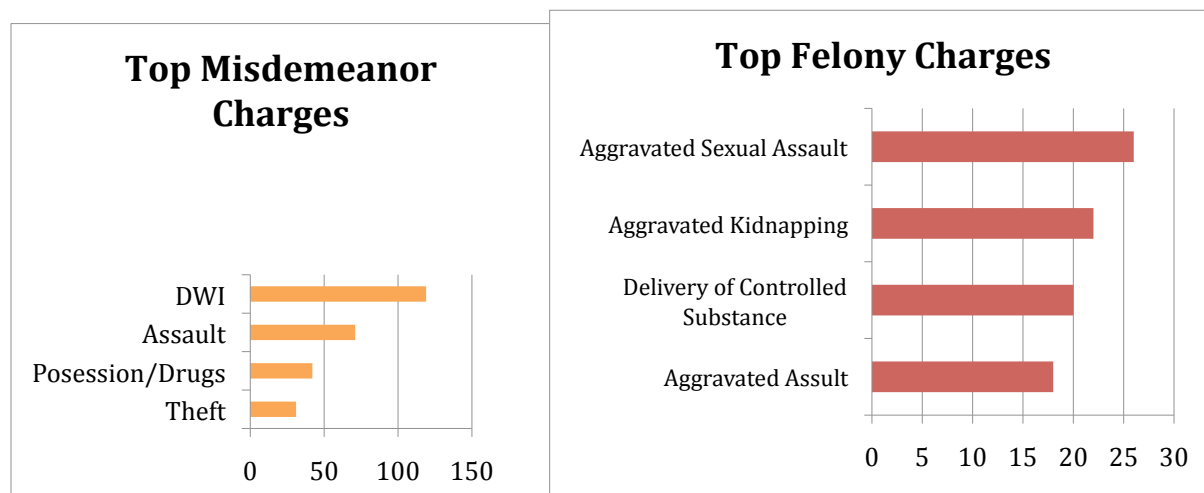 Top Misdemeanor
Charges
DWI
Assault
Posession/Drugs
Theft
0 50 100 150
Top Felony Charges
Aggravated Sexual Assault
Aggravated Kidnapping
Delivery of Controlled
Substance
Aggravated Assult
0 5 10 15 20 25 30